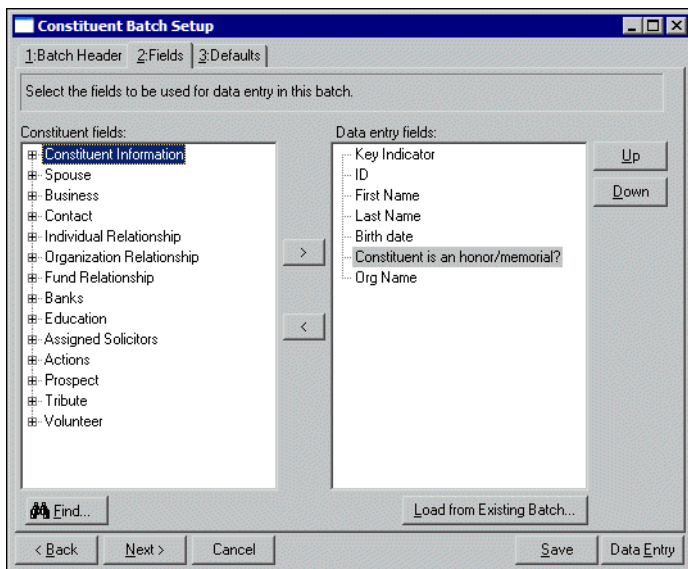 Constituent Batch Setup
1:Batch Header 2:Fields 3:Defaults
Select the fields to be used for data entry in this batch.
Constituent fields:
Constituent Information
Spouse
Business
Contact
Individual Relationship
Organization Relationship
Fund Relationship
Banks
Education
Assigned Solicitors
Actions
Prospect
Tribute
Volunteer
>
<
Data entry fields:
Key Indicator
ID
First Name
Last Name
Birth date
Constituent is an honor/memorial?
Org Name
Up
Down
Find...
Load from Existing Batch...
< Back Next > Cancel Save Data Entry